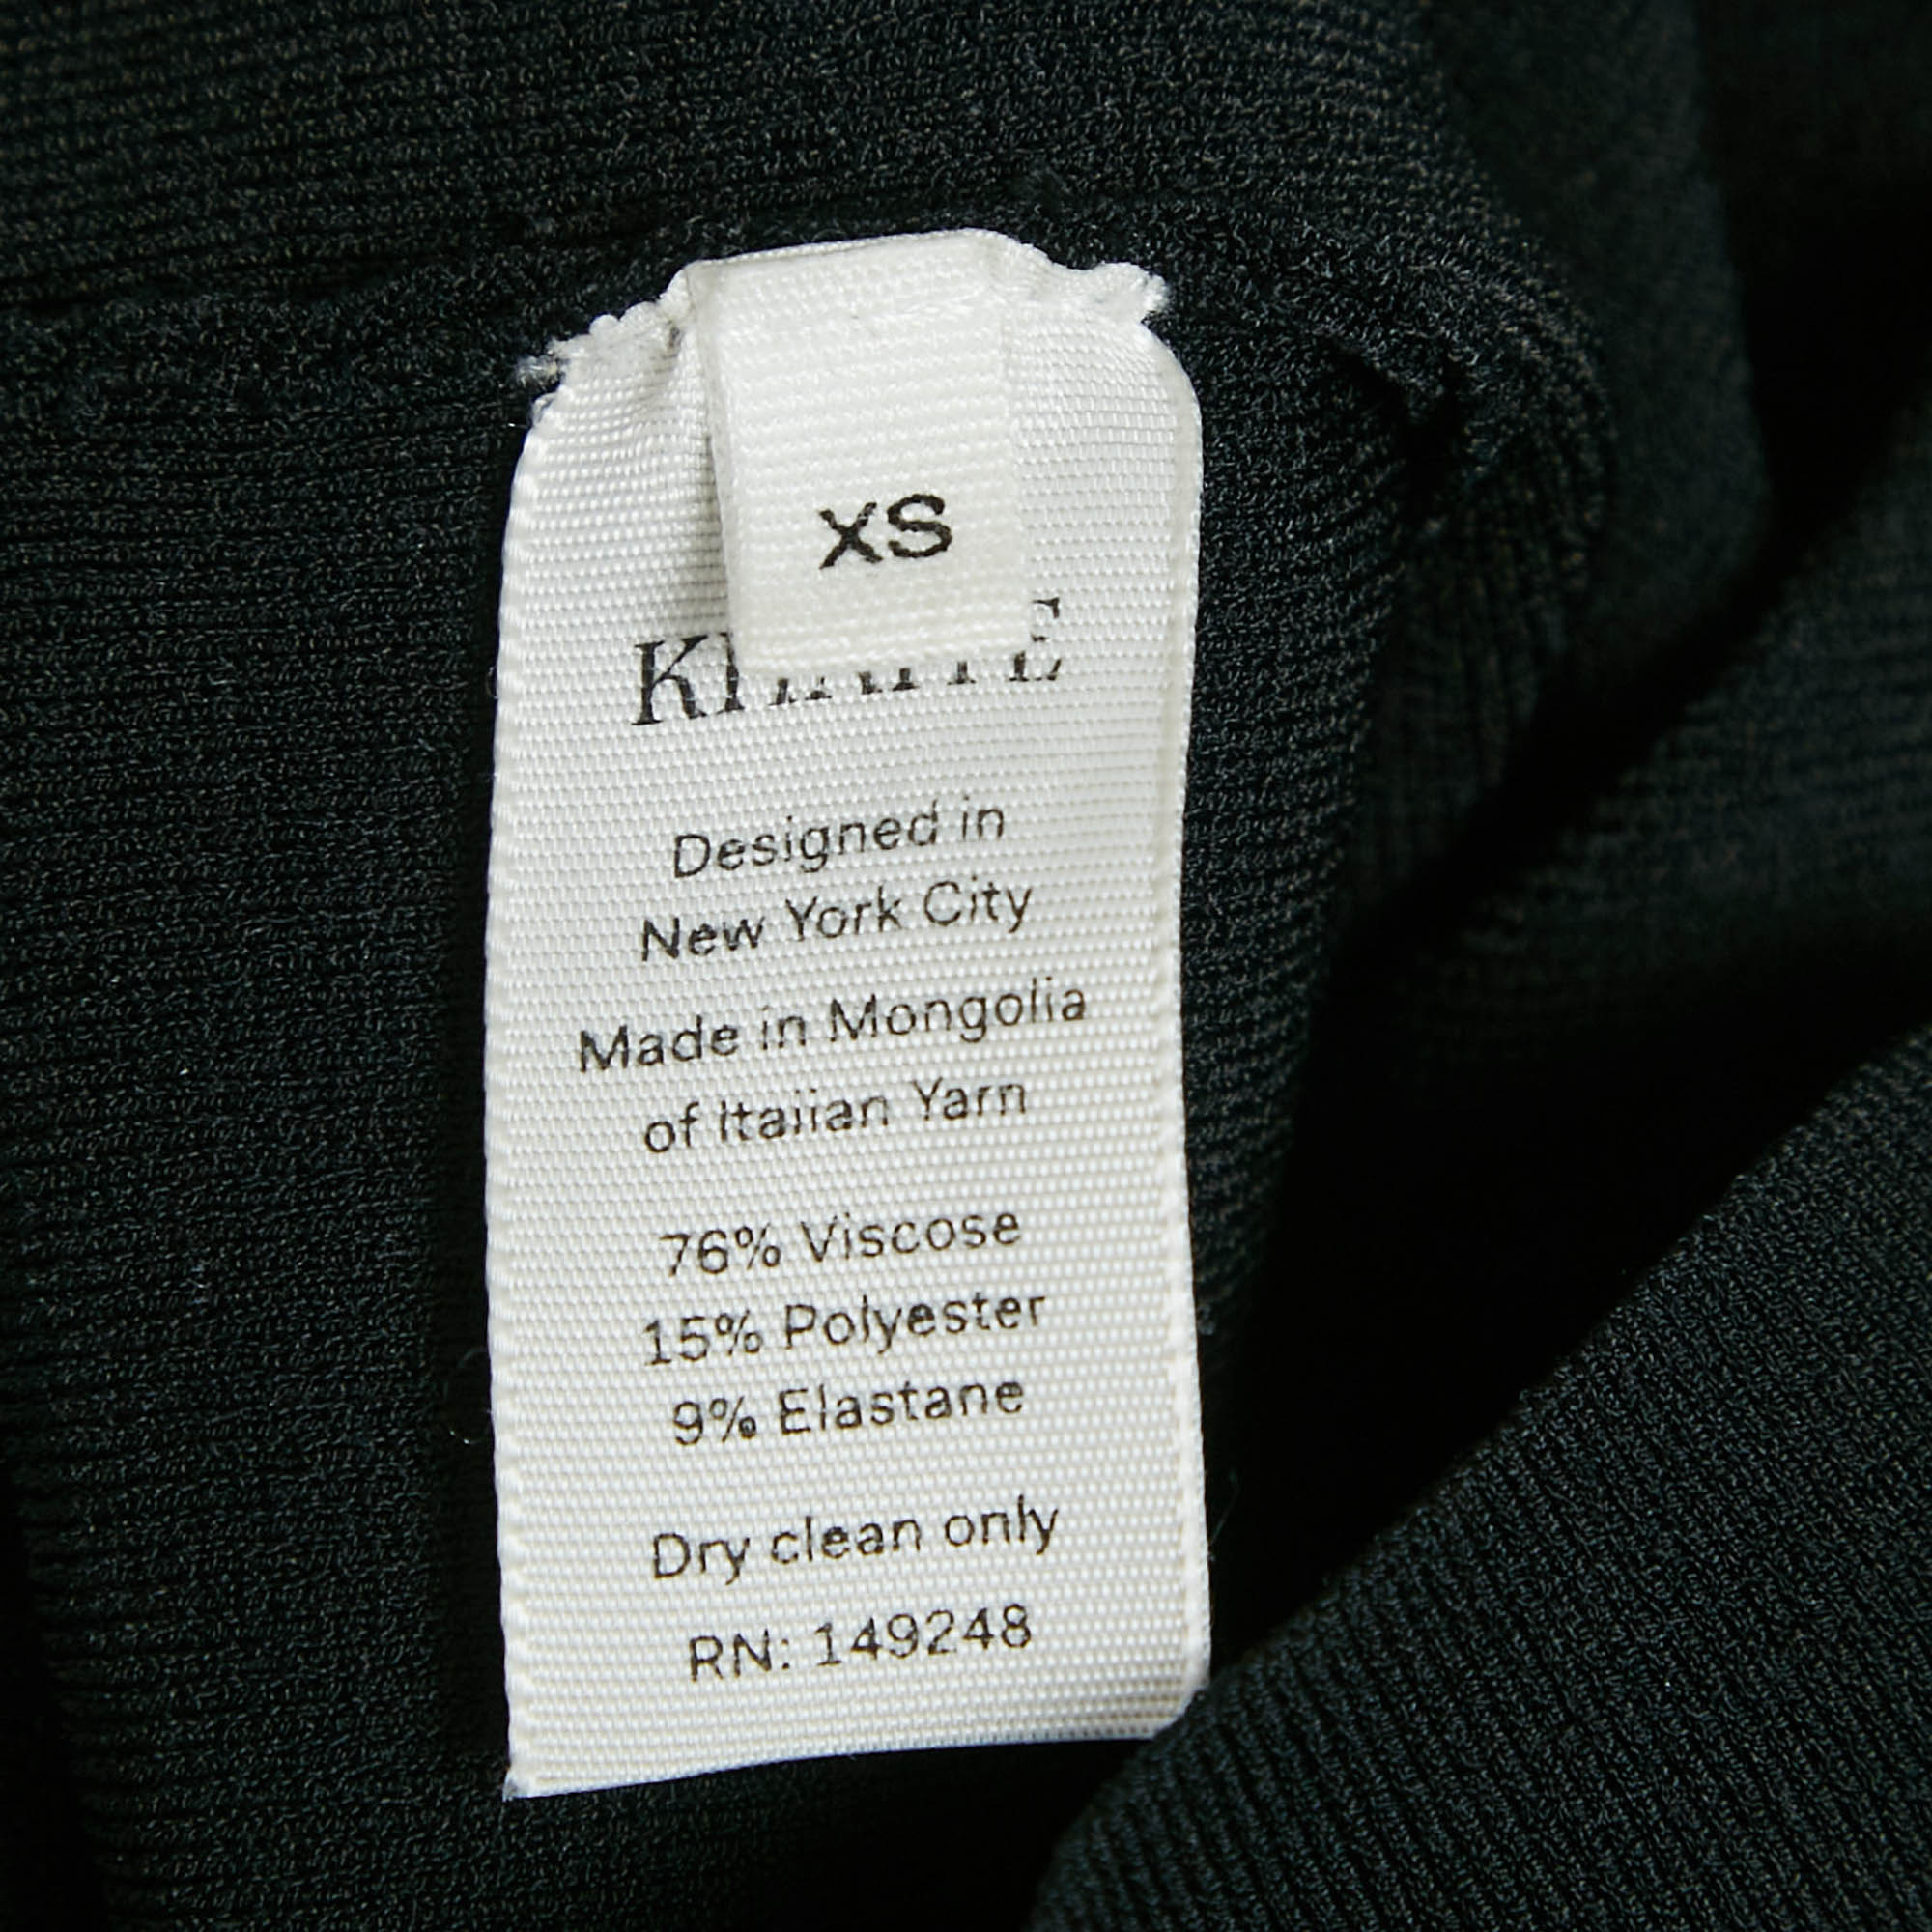 XS
KHAITE
Designed in
New York City
Made in Mongolia
of Italian Yarn
76% Viscose
15% Polyester
9% Elastane
Dry clean only
RN: 149248